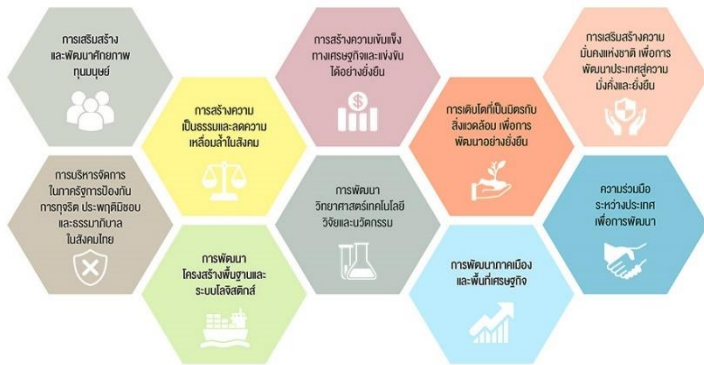 การเสริมสร้าง
และพัฒนาศักยภาพ
ทุนมนุษย์
การสร้างความ
เป็นธรรมและลดความ
เหลื่อมล้ำในสังคม
การสร้างความเข้มแข็ง
ทางเศรษฐกิจและแข่งขัน
ได้อย่างยั่งยืน
การเติบโตที่เป็นมิตรกับ
สิ่งแวดล้อม เพื่อการ
พัฒนาอย่างยั่งยืน
การเสริมสร้างความ
มั่นคงแห่งชาติ เพื่อการ
พัฒนาประเทศสู่ความ
มั่งคั่งและยั่งยืน
การบริหารจัดการ
ในภาครัฐการป้องกัน
การทุจริต ประพฤติมิชอบ
และธรรมาภิบาล
ในสังคมไทย
การพัฒนา
โครงสร้างพื้นฐานและ
ระบบโลจิสติกส์
การพัฒนา
วิทยาศาสตร์เทคโนโลยี
วิจัยและนวัตกรรม
การพัฒนาภาคเมือง
และพื้นที่เศรษฐกิจ
ความร่วมมือ
ระหว่างประเทศ
เพื่อการพัฒนา